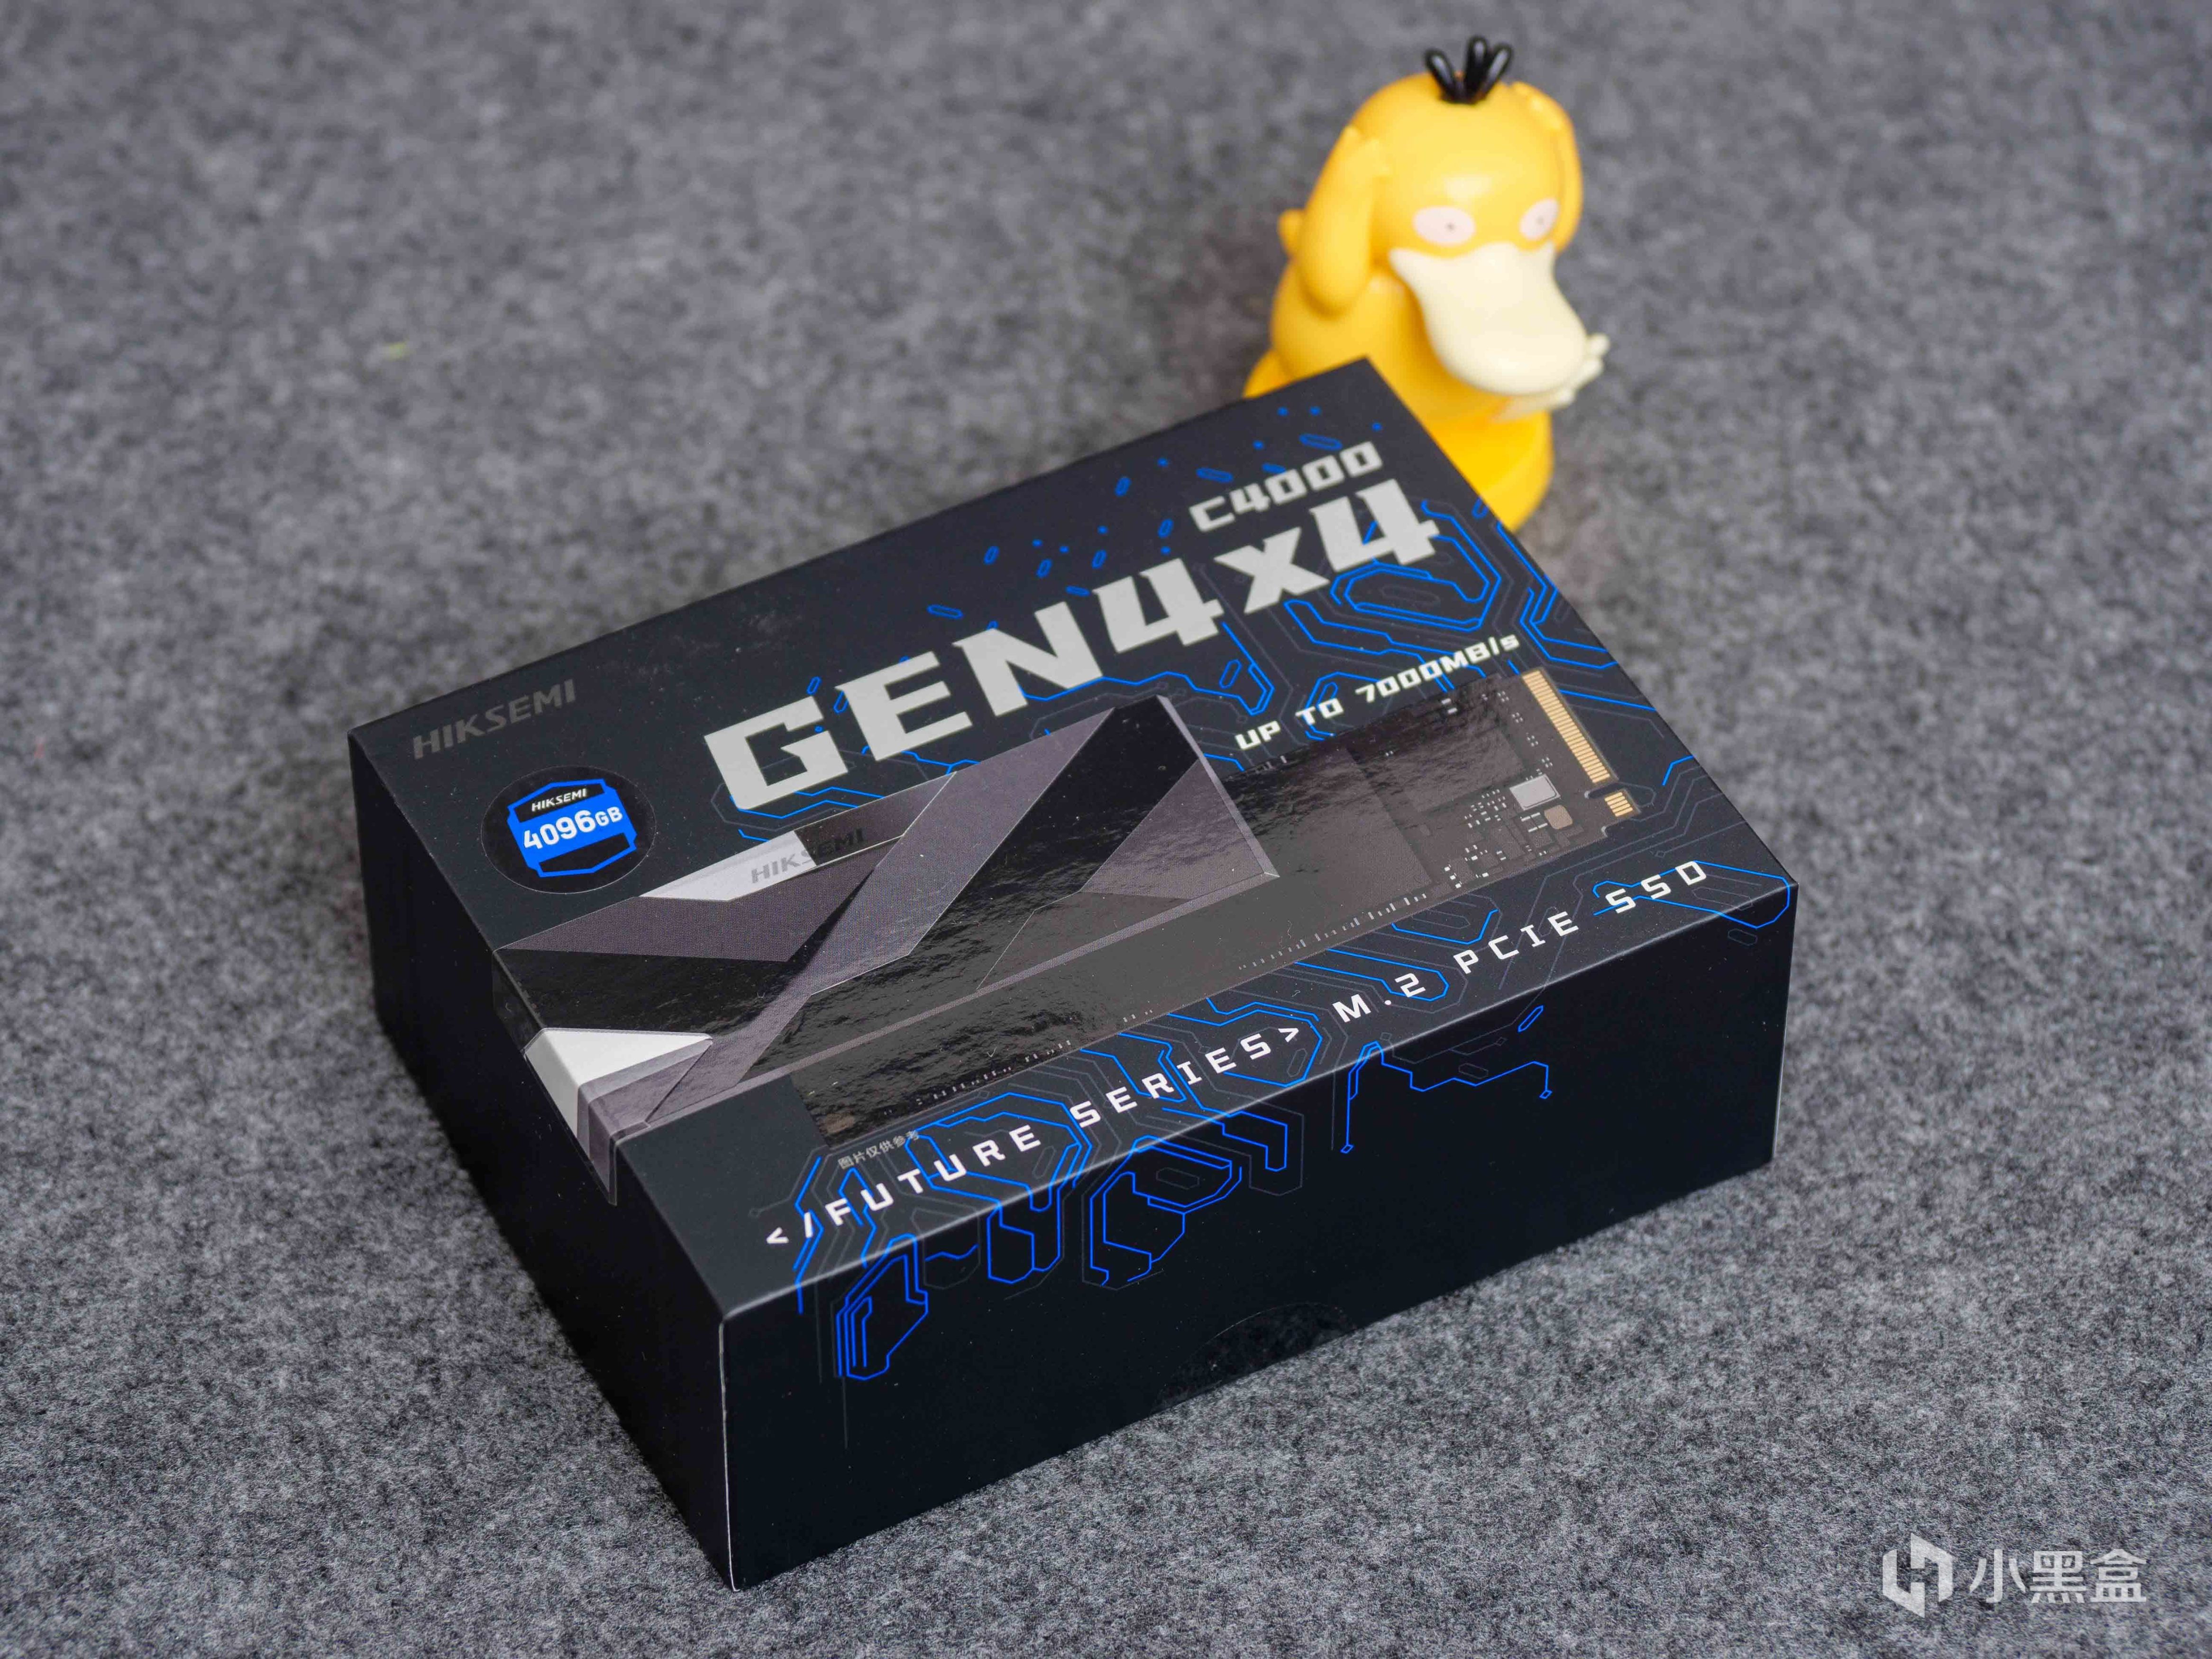 C4000
GEN4x4
UP TO 7000MB/s
HIKSEMI
HIKSEMI
4096GB
HIKSEMI
图片仅供参考
</FUTURE SERIES> M.2 PCIE SSD
小黑盒